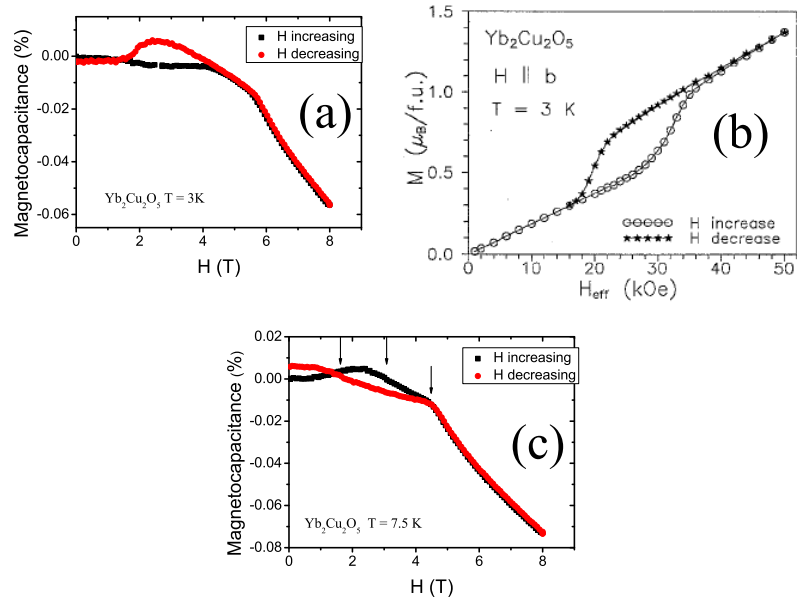 H increasing
H decreasing
(a)
Magnetocapacitance (%)
0.00
-0.02
-0.04
-0.06
Yb2Cu2O5 T = 3K
0 2 4 6 8
H (T)
Yb2Cu2O5
H || b
T = 3 K
(b)
M (μB/f.u.)
1.5
1.0
0.5
0.0
H increase
H decrease
0 10 20 30 40 50
Heff (kOe)
H increasing
H decreasing
(c)
Magnetocapacitance (%)
0.02
0.00
-0.02
-0.04
-0.06
-0.08
Yb2Cu2O5 T = 7.5 K
0 2 4 6 8
H (T)